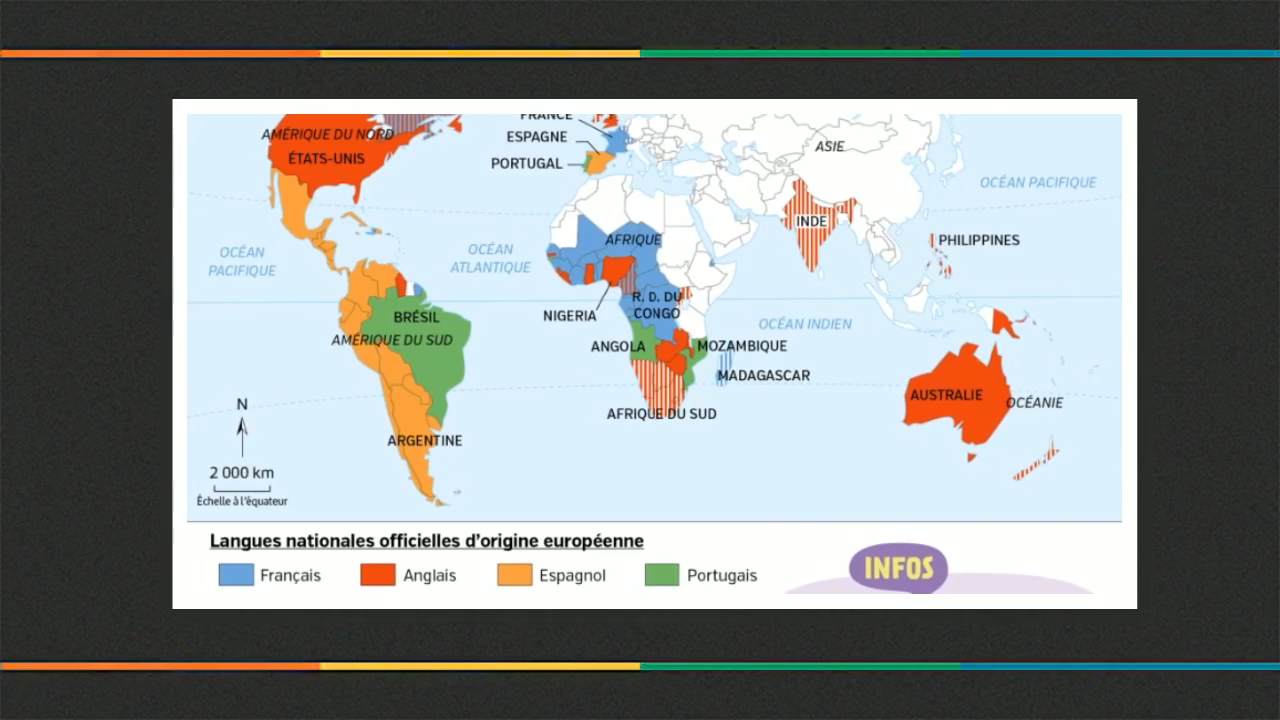 FRANCE
AMÉRIQUE DU NORD
ESPAGNE
ASIE
ÉTATS-UNIS
PORTUGAL
OCÉAN PACIFIQUE
INDE
AFRIQUE
PHILIPPINES
OCÉAN
PACIFIQUE
OCÉAN
ATLANTIQUE
R. D. DU
CONGO
BRÉSIL
NIGERIA
OCÉAN INDIEN
AMÉRIQUE DU SUD
ANGOLA
MOZAMBIQUE
MADAGASCAR
AUSTRALIE
OCÉANIE
N
AFRIQUE DU SUD
ARGENTINE
2 000 km
Échelle à l'équateur
Langues nationales officielles d'origine européenne
Français
Anglais
Espagnol
Portugais
INFOS